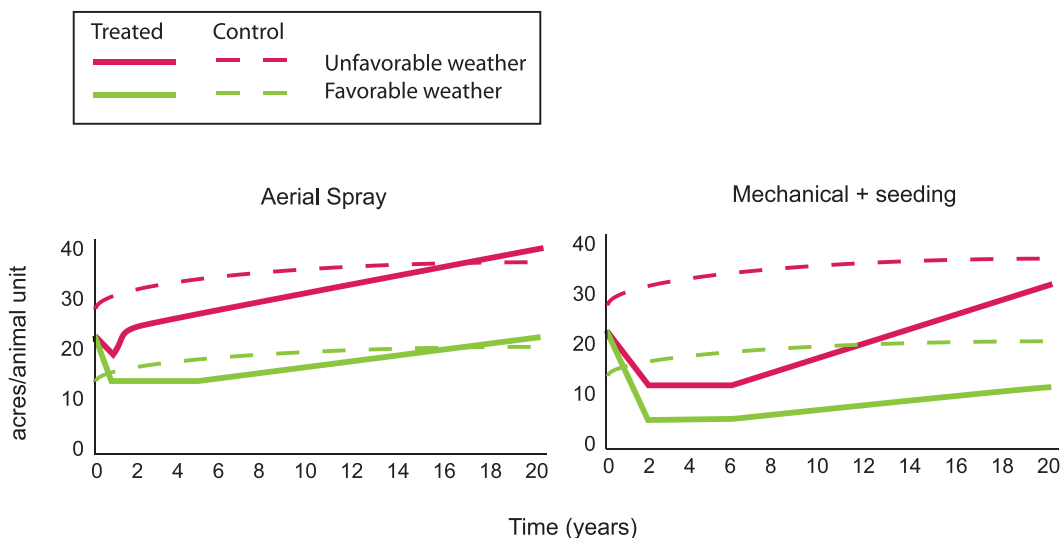 Treated Control
Unfavorable weather
Favorable weather
Aerial Spray
Mechanical + seeding
acres/animal unit
40
30
20
10
0
0 2 4 6 8 10 12 14 16 18 20
40
30
20
10
0
0 2 4 6 8 10 12 14 16 18 20
Time (years)